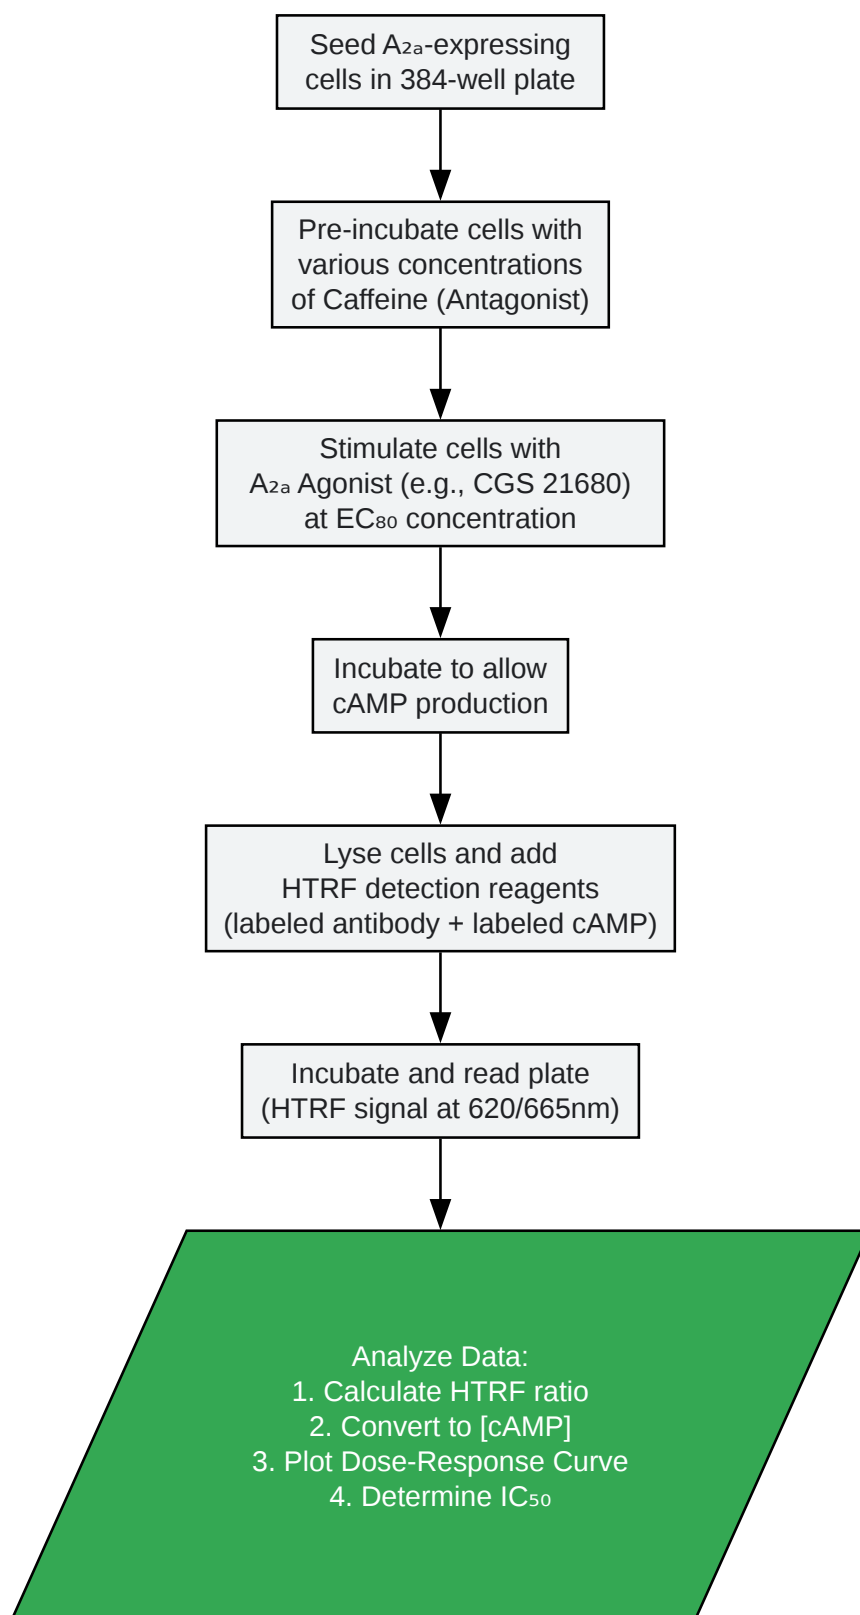 Seed A₂ₐ-expressing
cells in 384-well plate
Pre-incubate cells with
various concentrations
of Caffeine (Antagonist)
Stimulate cells with
A₂ₐ Agonist (e.g., CGS 21680)
at EC₈₀ concentration
Incubate to allow
cAMP production
Lyse cells and add
HTRF detection reagents
(labeled antibody + labeled cAMP)
Incubate and read plate
(HTRF signal at 620/665nm)
Analyze Data:
1. Calculate HTRF ratio
2. Convert to [cAMP]
3. Plot Dose-Response Curve
4. Determine IC₅₀